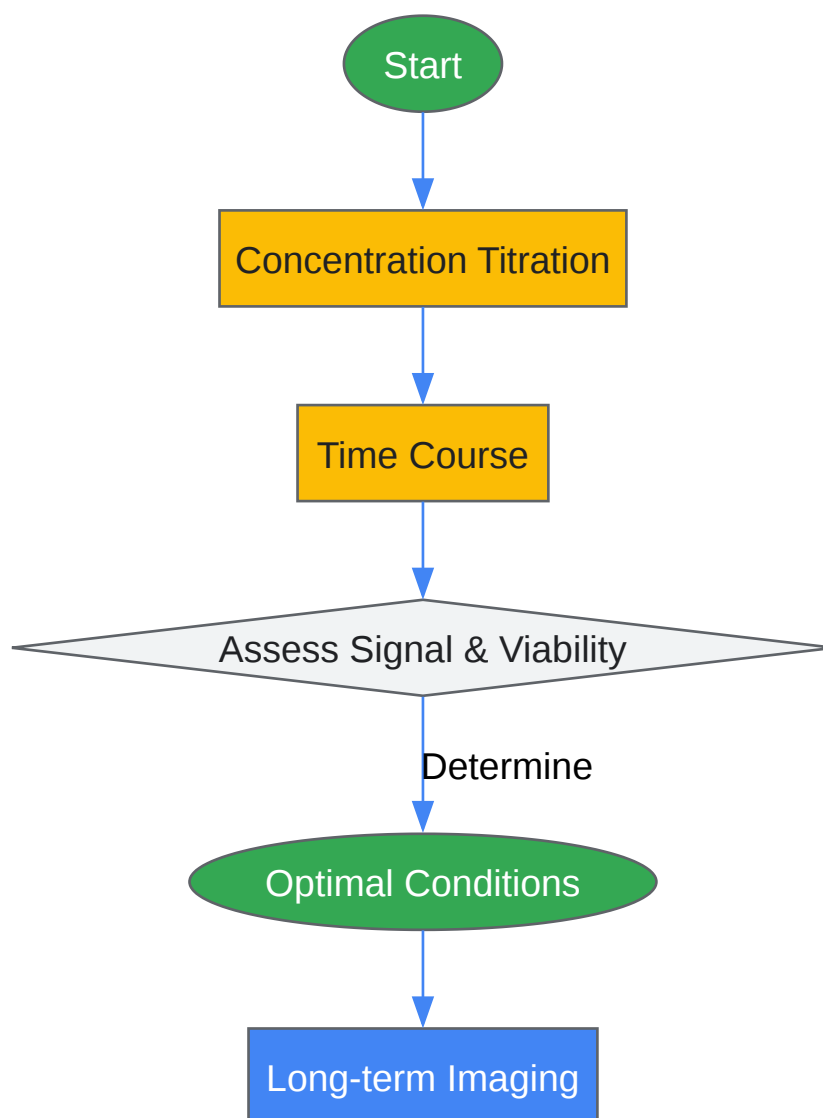 Start
Concentration Titration
Time Course
Assess Signal & Viability
Determine
Optimal Conditions
Long-term Imaging